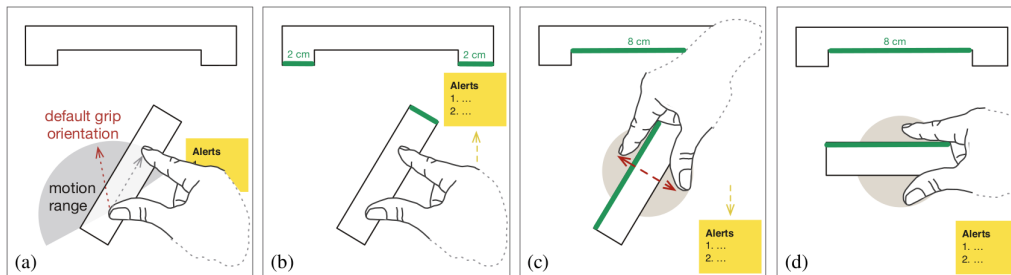 default grip
orientation
motion
range
Alerts
(a)
2 cm
2 cm
Alerts
1. ...
2. ...
(b)
8 cm
Alerts
1. ...
2. ...
(c)
8 cm
Alerts
1. ...
2. ...
(d)